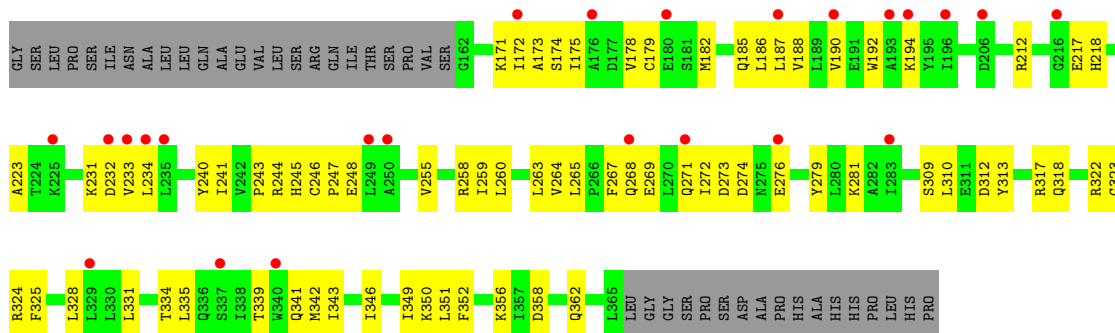 GLY SER LEU PRO SER ILE ASN ALA LEU LEU GLN ALA GLY VAL LEU SER ARG GLN ILE THR SER PRO VAL SER G162 K171 I172 A173 S174 I175 A176 D177 V178 C179 E180 S181 M182 Q185 L186 L187 V188 L189 V190 E191 W192 A193 K194 Y195 I196 D206 R212 G216 E217 H218
A223 T224 K225 K231 D232 V233 L234 L235 Y240 I241 V242 P243 R244 H245 C246 P247 E248 L249 A250 V255 R258 I259 L260 L263 V264 L265 P266 F267 Q268 E269 L270 Q271 I272 D273 D274 N275 E276 Y279 L280 K281 A282 I283 S309 L310 E311 D312 Y313 R317 Q318 R322
R324 F325 L328 L329 L330 L331 T334 L335 Q336 S337 I338 T339 W340 Q341 M342 I343 I346 I349 K350 L351 F352 K356 I357 D358 Q362 L365 LEU GLY GLY SER PRO SER ASP ALA PRO HIS ALA HIS HIS PRO LEU HIS PRO